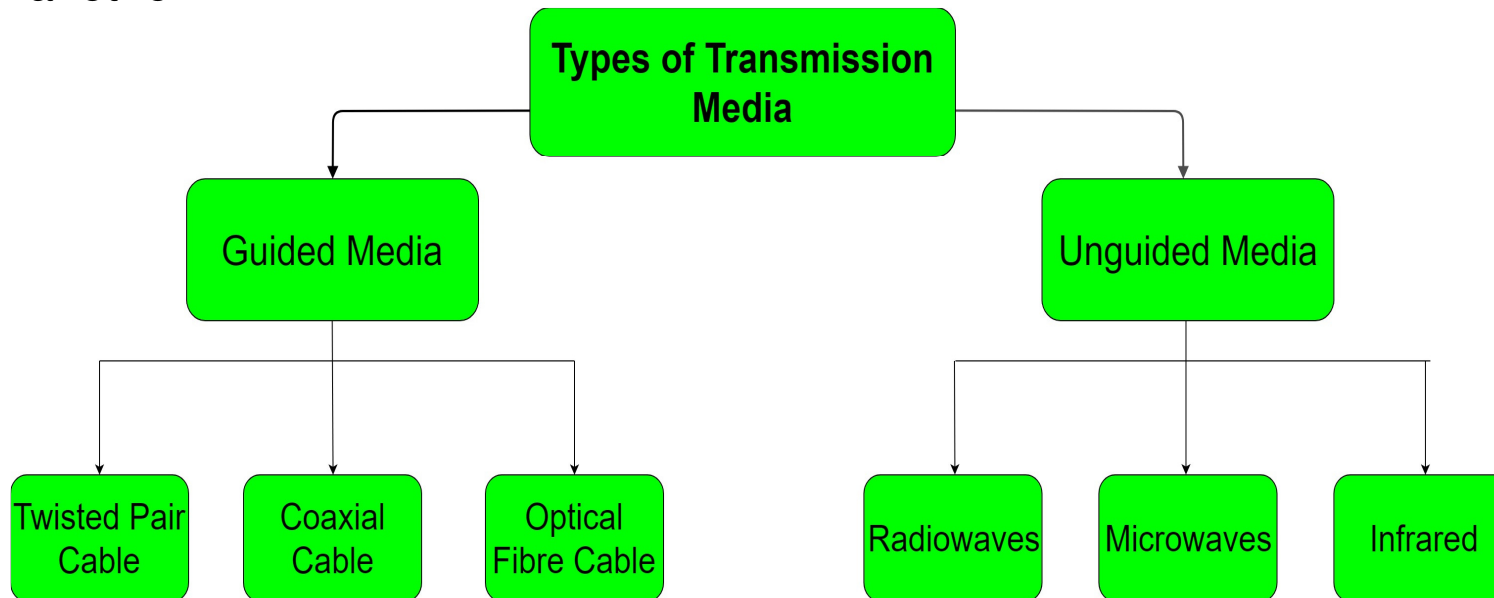 Types of Transmission
Media
Guided Media
Unguided Media
Twisted Pair
Cable
Coaxial
Cable
Optical
Fibre Cable
Radiowaves
Microwaves
Infrared